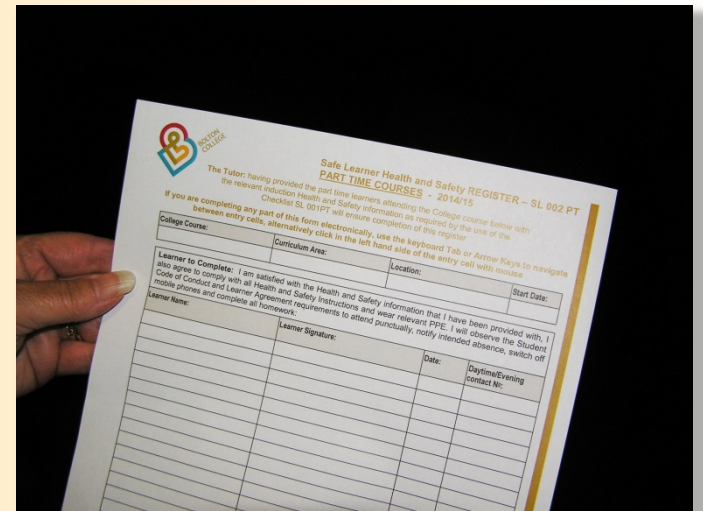 BOLTON
COLLEGE
Safe Learner Health and Safety REGISTER – SL 002 PT
PART TIME COURSES - 2014/15
The Tutor: having provided the part time learners attending the College course below with
the relevant induction Health and Safety information as required by the use of the
Checklist SL 001PT will ensure completion of this register
If you are completing any part of this form electronically, use the keyboard Tab or Arrow Keys to navigate
between entry cells, alternatively click in the left hand side of the entry cell with mouse
College Course:
Curriculum Area:
Location:
Start Date:
Learner to Complete: I am satisfied with the Health and Safety information that I have been provided with, I
also agree to comply with all Health and Safety Instructions and wear relevant PPE. I will observe the Student
Code of Conduct and Learner Agreement requirements to attend punctually, notify intended absence, switch off
mobile phones and complete all homework:
Learner Name:
Learner Signature:
Date:
Daytime/Evening
contact Nº: